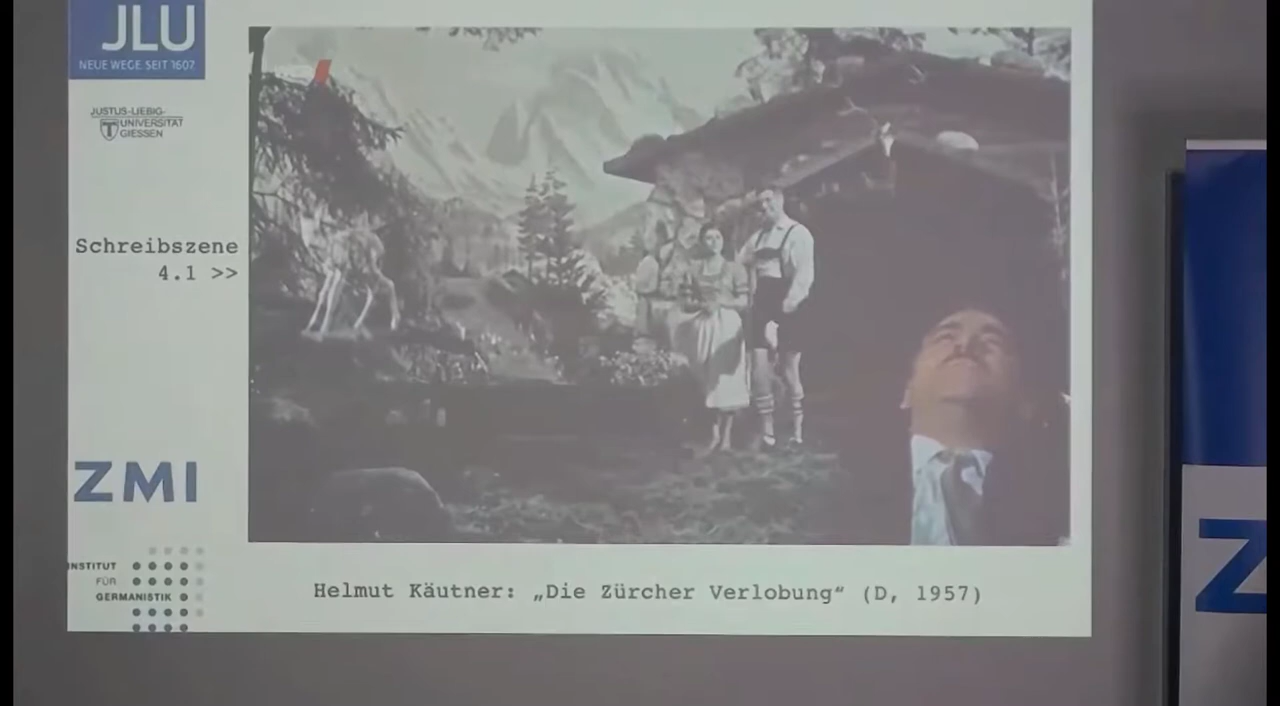 JLU
NEUE WEGE. SEIT 1607
JUSTUS-LIEBIG-
UNIVERSITÄT
GIESSEN
Schreibszene
4.1 >>
ZMI
INSTITUT
FÜR
GERMANISTIK
Helmut Käutner: „Die Zürcher Verlobung“ (D, 1957)
Z